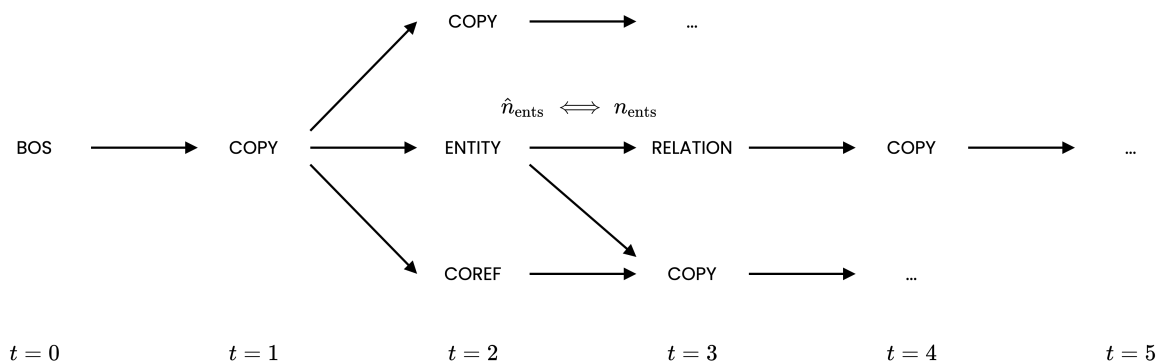 COPY ...
n̂ents ⟺ nents
BOS COPY ENTITY RELATION COPY ...
COREF COPY ...
t = 0 t = 1 t = 2 t = 3 t = 4 t = 5